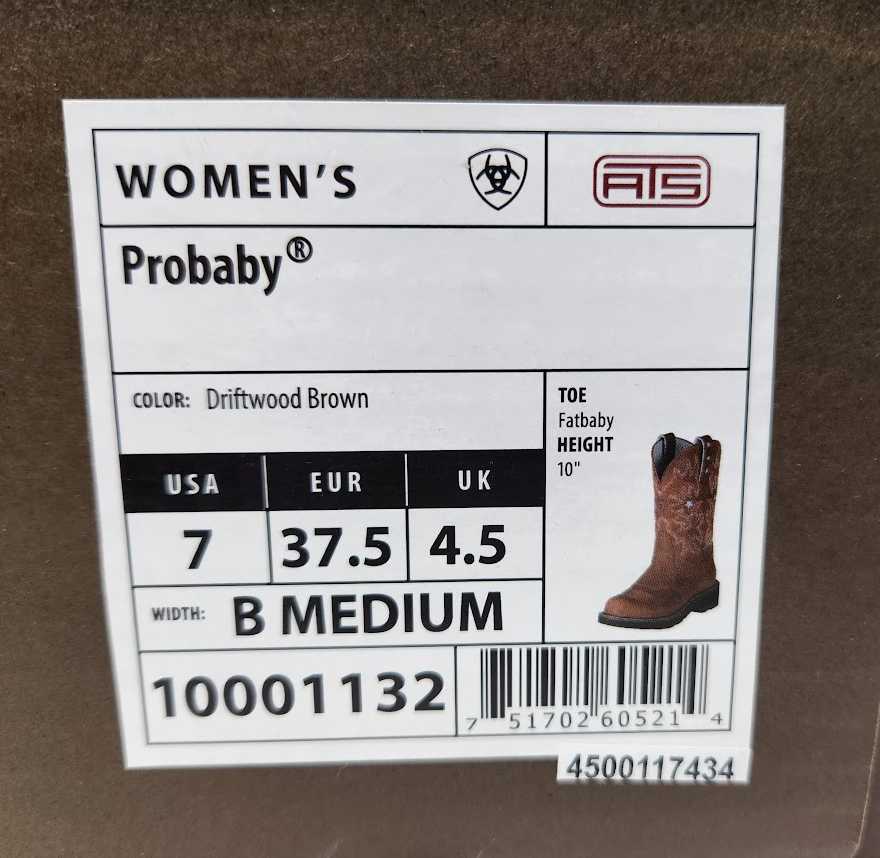 WOMEN'S
ATS
Probaby®
COLOR: Driftwood Brown
TOE
Fatbaby
HEIGHT
10"
USA EUR UK
7 37.5 4.5
WIDTH: B MEDIUM
10001132
7 51702 60521 4
4500117434